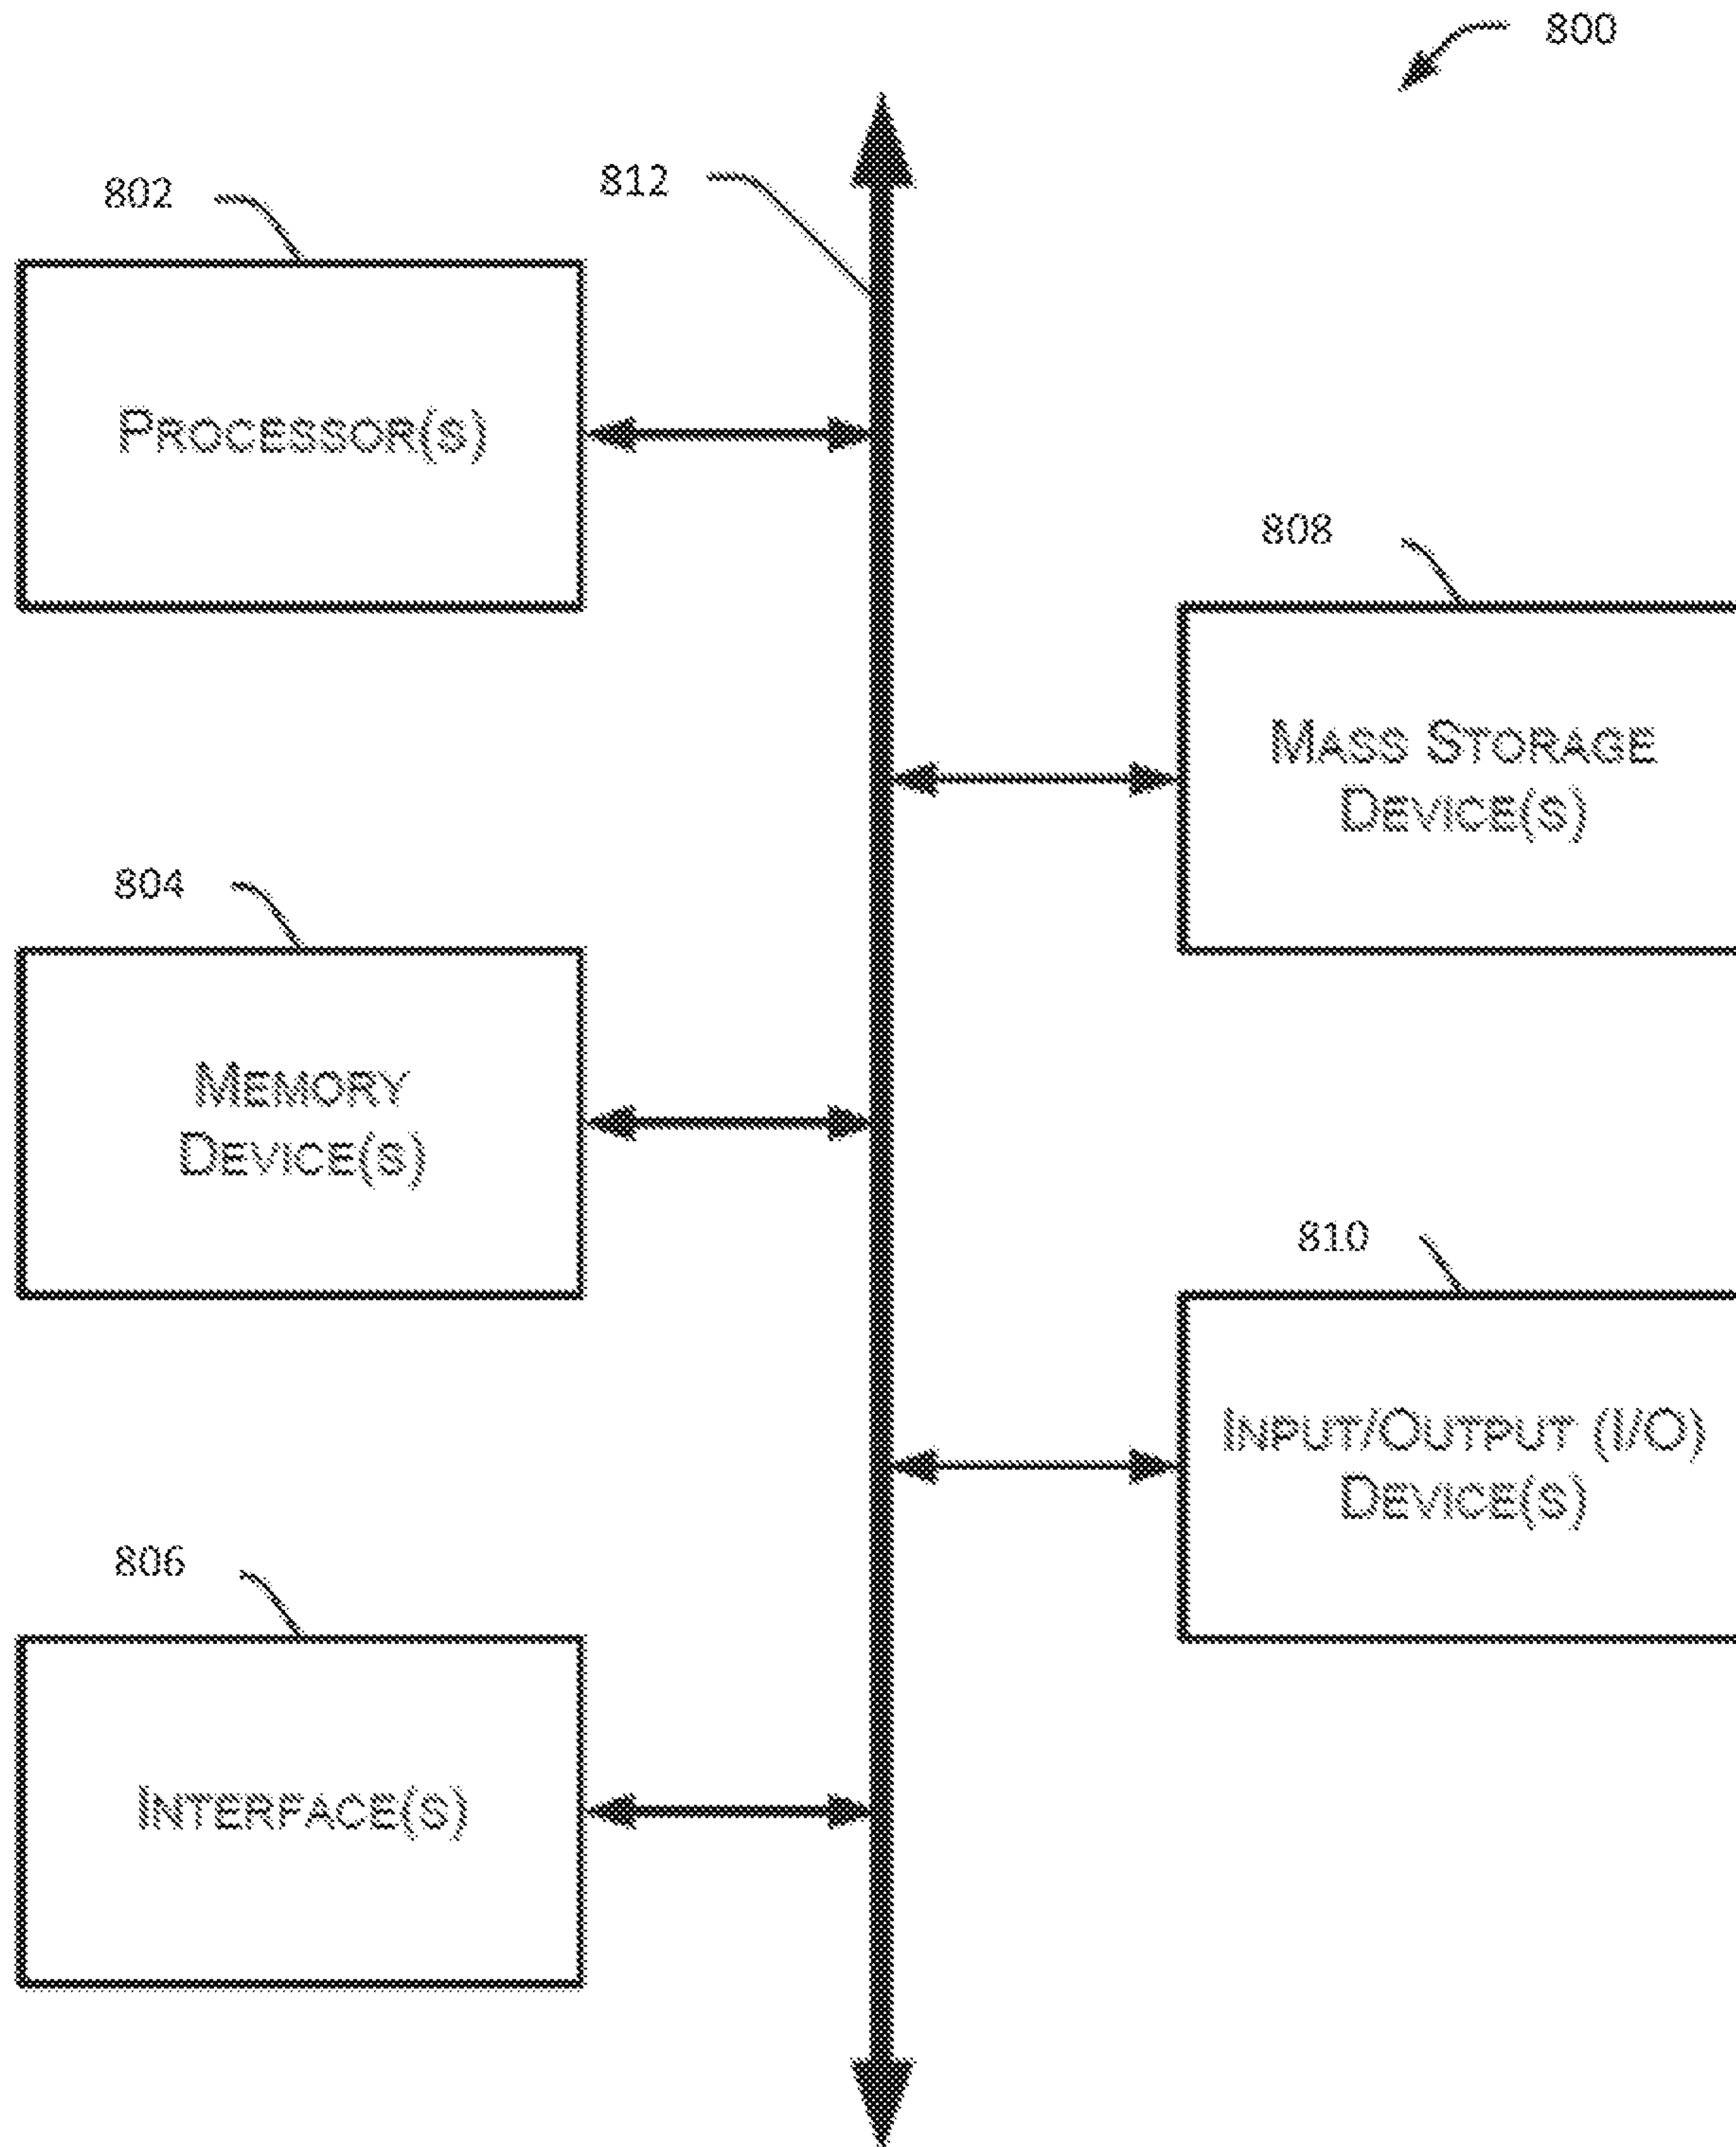 800
802
812
PROCESSOR(S)
808
MASS STORAGE
DEVICE(S)
804
MEMORY
DEVICE(S)
810
INPUT/OUTPUT (I/O)
DEVICE(S)
806
INTERFACE(S)